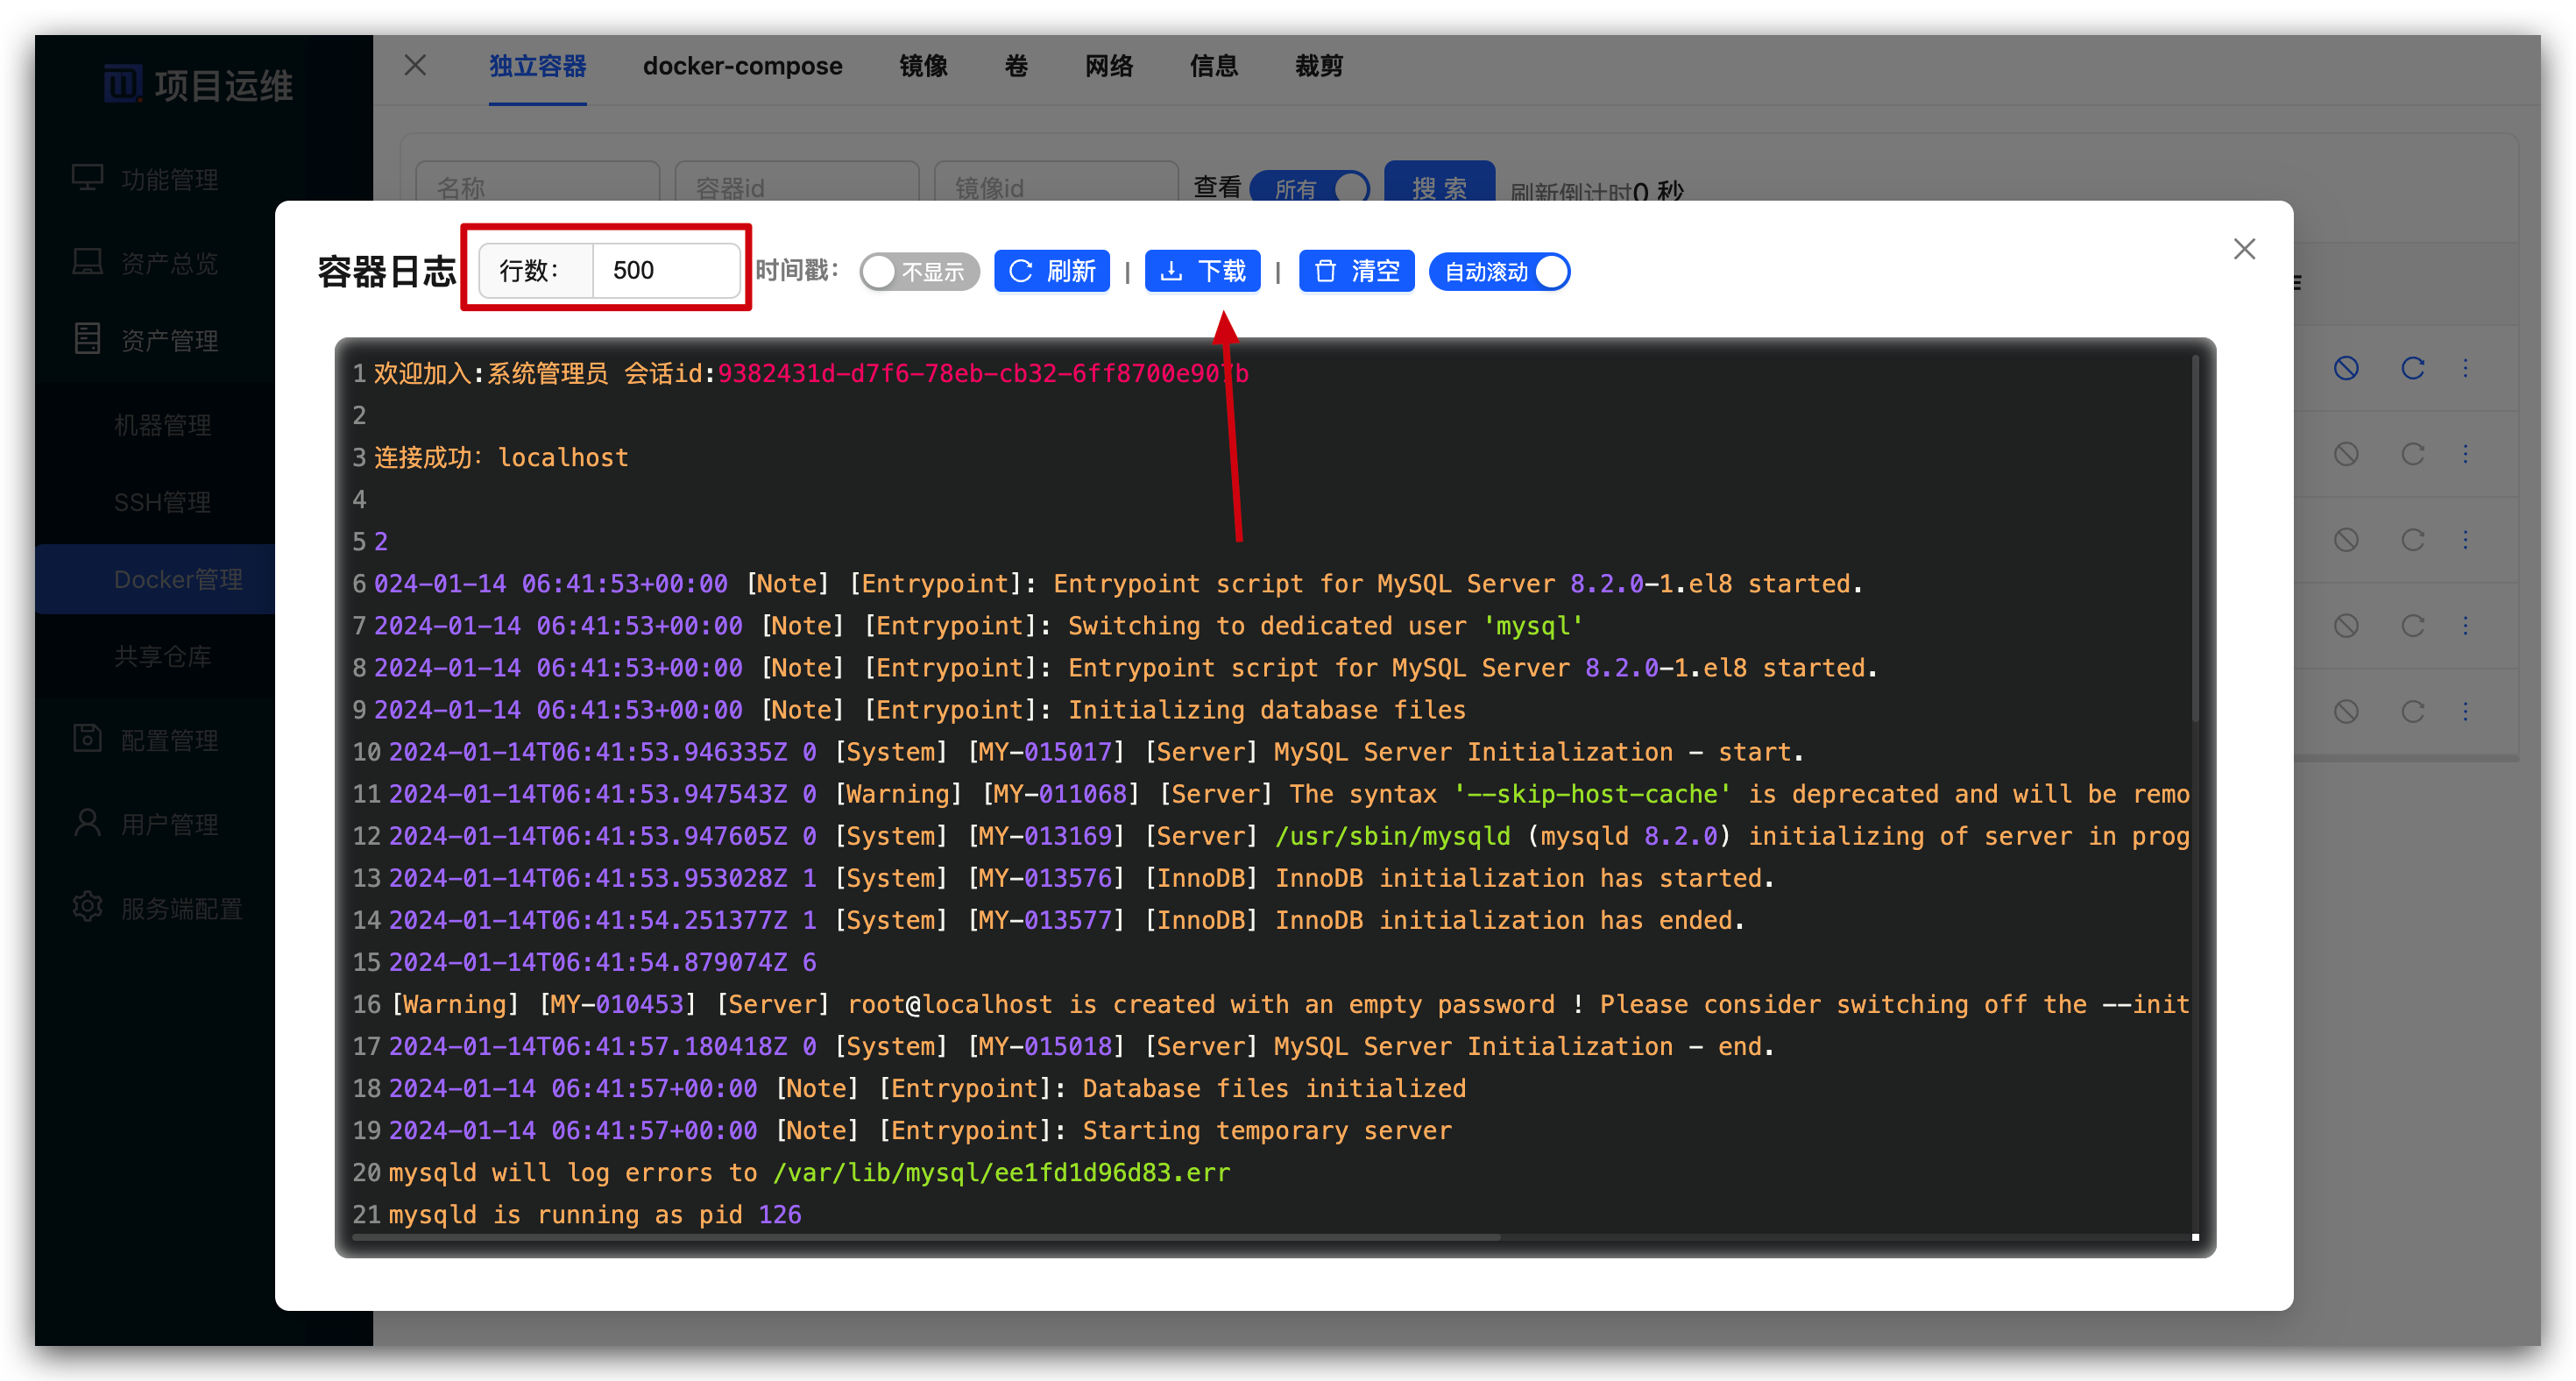 项目运维
功能管理
资产总览
资产管理
机器管理
SSH管理
Docker管理
共享仓库
配置管理
用户管理
服务端配置
独立容器 docker-compose 镜像 卷 网络 信息 裁剪
名称 容器id 镜像id 查看 所有 搜 索 刷新倒计时0 秒
容器日志 行数: 500 时间戳: 不显示 刷新 | 下载 | 清空 自动滚动
1 欢迎加入:系统管理员 会话id:9382431d-d7f6-78eb-cb32-6ff8700e907b
2
3 连接成功: localhost
4
5 2
6 024-01-14 06:41:53+00:00 [Note] [Entrypoint]: Entrypoint script for MySQL Server 8.2.0-1.el8 started.
7 2024-01-14 06:41:53+00:00 [Note] [Entrypoint]: Switching to dedicated user 'mysql'
8 2024-01-14 06:41:53+00:00 [Note] [Entrypoint]: Entrypoint script for MySQL Server 8.2.0-1.el8 started.
9 2024-01-14 06:41:53+00:00 [Note] [Entrypoint]: Initializing database files
10 2024-01-14T06:41:53.946335Z 0 [System] [MY-015017] [Server] MySQL Server Initialization - start.
11 2024-01-14T06:41:53.947543Z 0 [Warning] [MY-011068] [Server] The syntax '--skip-host-cache' is deprecated and will be remo
12 2024-01-14T06:41:53.947605Z 0 [System] [MY-013169] [Server] /usr/sbin/mysqld (mysqld 8.2.0) initializing of server in prog
13 2024-01-14T06:41:53.953028Z 1 [System] [MY-013576] [InnoDB] InnoDB initialization has started.
14 2024-01-14T06:41:54.251377Z 1 [System] [MY-013577] [InnoDB] InnoDB initialization has ended.
15 2024-01-14T06:41:54.879074Z 6
16 [Warning] [MY-010453] [Server] root@localhost is created with an empty password ! Please consider switching off the --init
17 2024-01-14T06:41:57.180418Z 0 [System] [MY-015018] [Server] MySQL Server Initialization - end.
18 2024-01-14 06:41:57+00:00 [Note] [Entrypoint]: Database files initialized
19 2024-01-14 06:41:57+00:00 [Note] [Entrypoint]: Starting temporary server
20 mysqld will log errors to /var/lib/mysql/ee1fd1d96d83.err
21 mysqld is running as pid 126